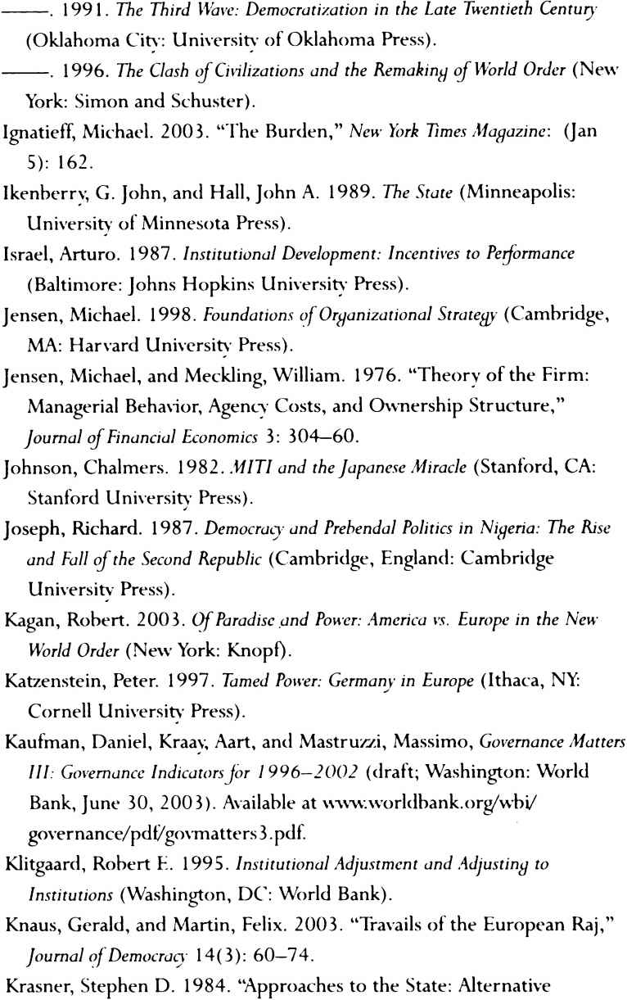 ———. 1991. The Third Wave: Democratization in the Late Twentieth Century
(Oklahoma City: University of Oklahoma Press).
———. 1996. The Clash of Civilizations and the Remaking of World Order (New
York: Simon and Schuster).
Ignatieff, Michael. 2003. “The Burden,” New York Times Magazine: (Jan
5): 162.
Ikenberry, G. John, and Hall, John A. 1989. The State (Minneapolis:
University of Minnesota Press).
Israel, Arturo. 1987. Institutional Development: Incentives to Performance
(Baltimore: Johns Hopkins University Press).
Jensen, Michael. 1998. Foundations of Organizational Strategy (Cambridge,
MA: Harvard University Press).
Jensen, Michael, and Meckling, William. 1976. “Theory of the Firm:
Managerial Behavior, Agency Costs, and Ownership Structure,”
Journal of Financial Economics 3: 304–60.
Johnson, Chalmers. 1982. MITI and the Japanese Miracle (Stanford, CA:
Stanford University Press).
Joseph, Richard. 1987. Democracy and Prebendal Politics in Nigeria: The Rise
and Fall of the Second Republic (Cambridge, England: Cambridge
University Press).
Kagan, Robert. 2003. Of Paradise and Power: America vs. Europe in the New
World Order (New York: Knopf).
Katzenstein, Peter. 1997. Tamed Power: Germany in Europe (Ithaca, NY:
Cornell University Press).
Kaufman, Daniel, Kraay, Aart, and Mastruzzi, Massimo, Governance Matters
III: Governance Indicators for 1996–2002 (draft; Washington: World
Bank, June 30, 2003). Available at www.worldbank.org/wbi/
governance/pdf/govmatters3.pdf.
Klitgaard, Robert E. 1995. Institutional Adjustment and Adjusting to
Institutions (Washington, DC: World Bank).
Knaus, Gerald, and Martin, Felix. 2003. “Travails of the European Raj,”
Journal of Democracy 14(3): 60–74.
Krasner, Stephen D. 1984. “Approaches to the State: Alternative